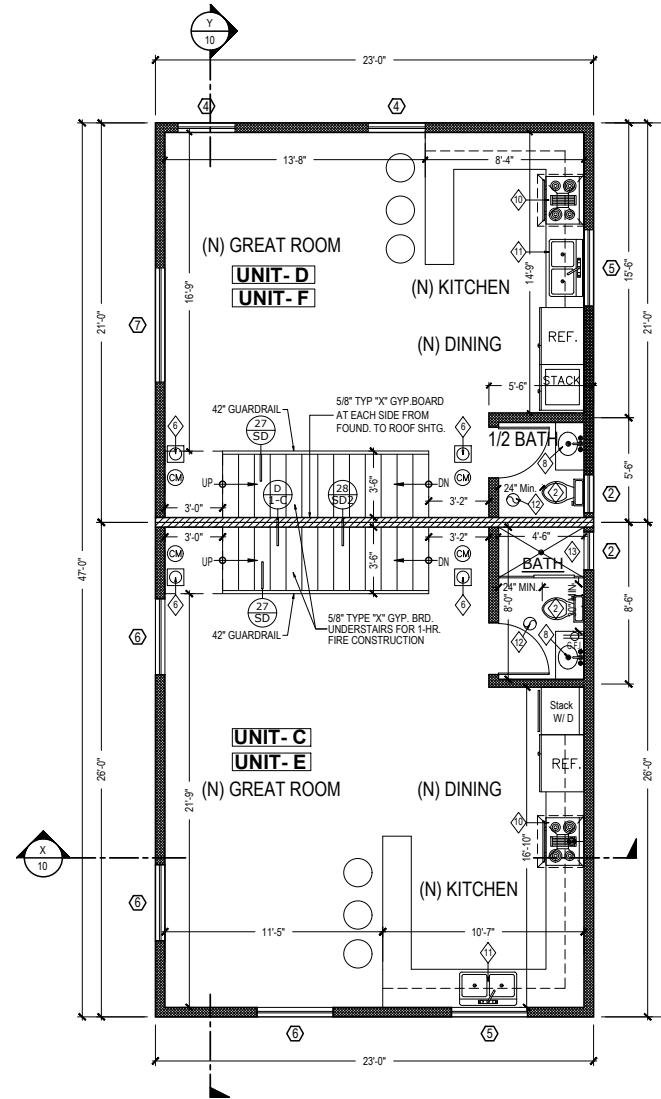 Y
10
23'-0"
4
4
13'-8"
8'-4"
10
11
(N) GREAT ROOM
UNIT- D
UNIT- F
(N) KITCHEN
14'-9"
5
15'-6"
16'-9"
21'-0"
21'-0"
7
(N) DINING
REF.
STACK
5'-6"
42" GUARDRAIL
5/8" TYP "X" GYP.BOARD
AT EACH SIDE FROM
FOUND. TO ROOF SHTG.
27
SD
6
6
1/2 BATH
8
5'-6"
CM
CM
UP
DN
D
1-C
28
SD2
3'-6"
24" Min.
2
12
2
3'-0"
3'-2"
47'-0"
3'-0"
3'-2"
4'-6"
CM
CM
UP
DN
3'-6"
13
2
BATH
6
6
27
SD
24" MIN.
2
8'-0"
8'-6"
12
8
42" GUARDRAIL
5/8" TYPE "X" GYP. BRD.
UNDERSTAIRS FOR 1-HR.
FIRE CONSTRUCTION
6
Stack
W/ D
UNIT- C
UNIT- E
REF.
(N) GREAT ROOM
(N) DINING
21'-9"
26'-0"
26'-0"
10
16'-10"
X
10
6
(N) KITCHEN
11'-5"
10'-7"
11
6
5
23'-0"